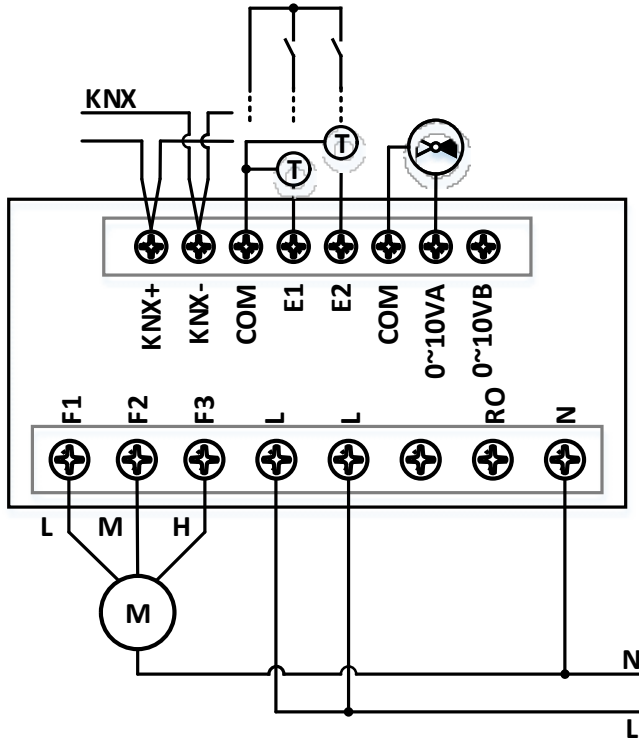 KNX
T
T
KNX+
KNX-
COM
E1
E2
COM
0~10VA
0~10VB
F1
F2
F3
L
L
RO
N
L
M
H
M
N
L